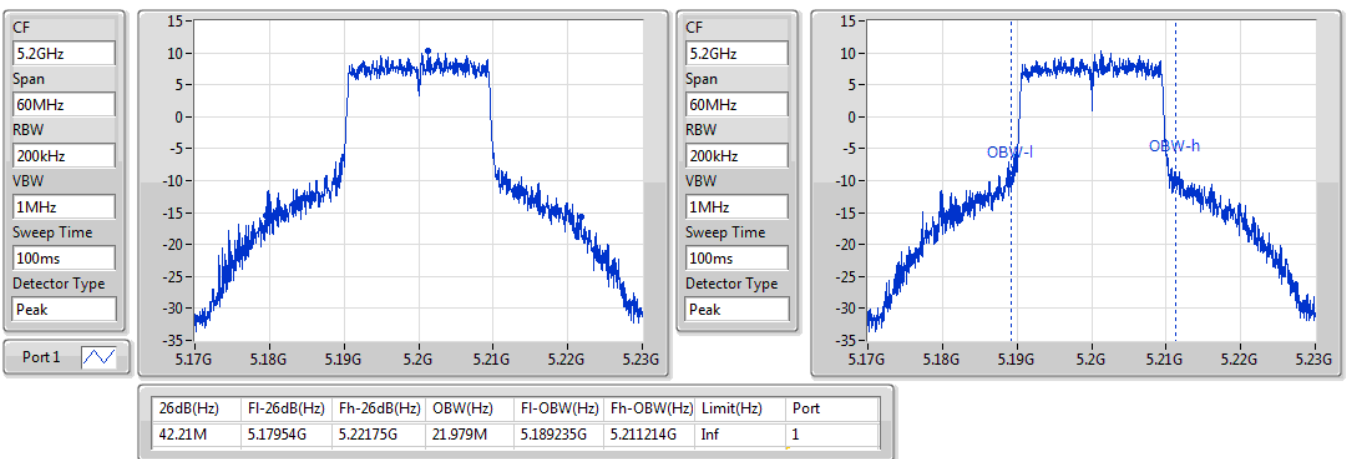 CF
5.2GHz
Span
60MHz
RBW
200kHz
VBW
1MHz
Sweep Time
100ms
Detector Type
Peak
Port 1
15
10
5
0
-5
-10
-15
-20
-25
-30
-35
5.17G 5.18G 5.19G 5.2G 5.21G 5.22G 5.23G
CF
5.2GHz
Span
60MHz
RBW
200kHz
VBW
1MHz
Sweep Time
100ms
Detector Type
Peak
15
10
5
0
-5
-10
-15
-20
-25
-30
-35
OBW-l
OBW-h
5.17G 5.18G 5.19G 5.2G 5.21G 5.22G 5.23G
26dB(Hz) Fl-26dB(Hz) Fh-26dB(Hz) OBW(Hz) Fl-OBW(Hz) Fh-OBW(Hz) Limit(Hz) Port
42.21M 5.17954G 5.22175G 21.979M 5.189235G 5.211214G Inf 1